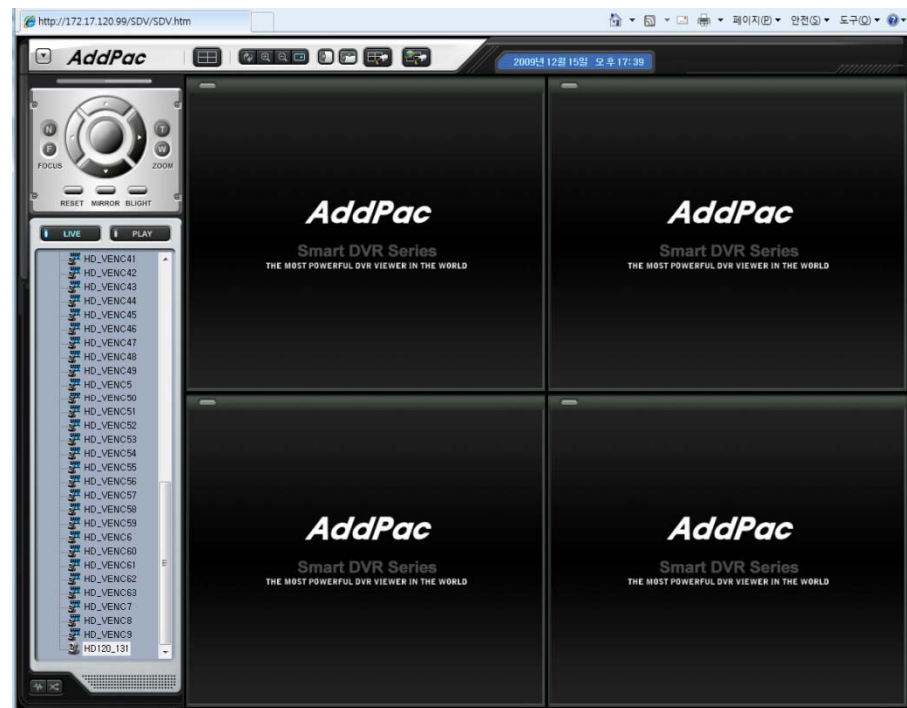 http://172.17.120.99/SDV/SDV.htm
페이지(P) 안전(S) 도구(O)
AddPac
2009년 12월 15일 오후 17:39
N T
F W
FOCUS ZOOM
RESET MIRROR BLIGHT
LIVE PLAY
HD_VENC41
HD_VENC42
HD_VENC43
HD_VENC44
HD_VENC45
HD_VENC46
HD_VENC47
HD_VENC48
HD_VENC49
HD_VENC5
HD_VENC50
HD_VENC51
HD_VENC52
HD_VENC53
HD_VENC54
HD_VENC55
HD_VENC56
HD_VENC57
HD_VENC58
HD_VENC59
HD_VENC6
HD_VENC60
HD_VENC61
HD_VENC62
HD_VENC63
HD_VENC7
HD_VENC8
HD_VENC9
HD120_131
AddPac
Smart DVR Series
THE MOST POWERFUL DVR VIEWER IN THE WORLD
AddPac
Smart DVR Series
THE MOST POWERFUL DVR VIEWER IN THE WORLD
AddPac
Smart DVR Series
THE MOST POWERFUL DVR VIEWER IN THE WORLD
AddPac
Smart DVR Series
THE MOST POWERFUL DVR VIEWER IN THE WORLD